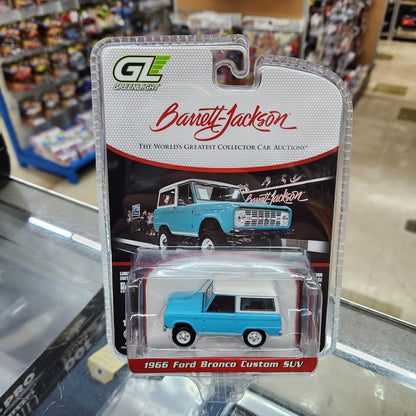 GL
GREENLIGHT
Barrett-Jackson
THE WORLD'S GREATEST COLLECTOR CAR AUCTIONS
Barrett-Jackson
1966 Ford Bronco Custom SUV